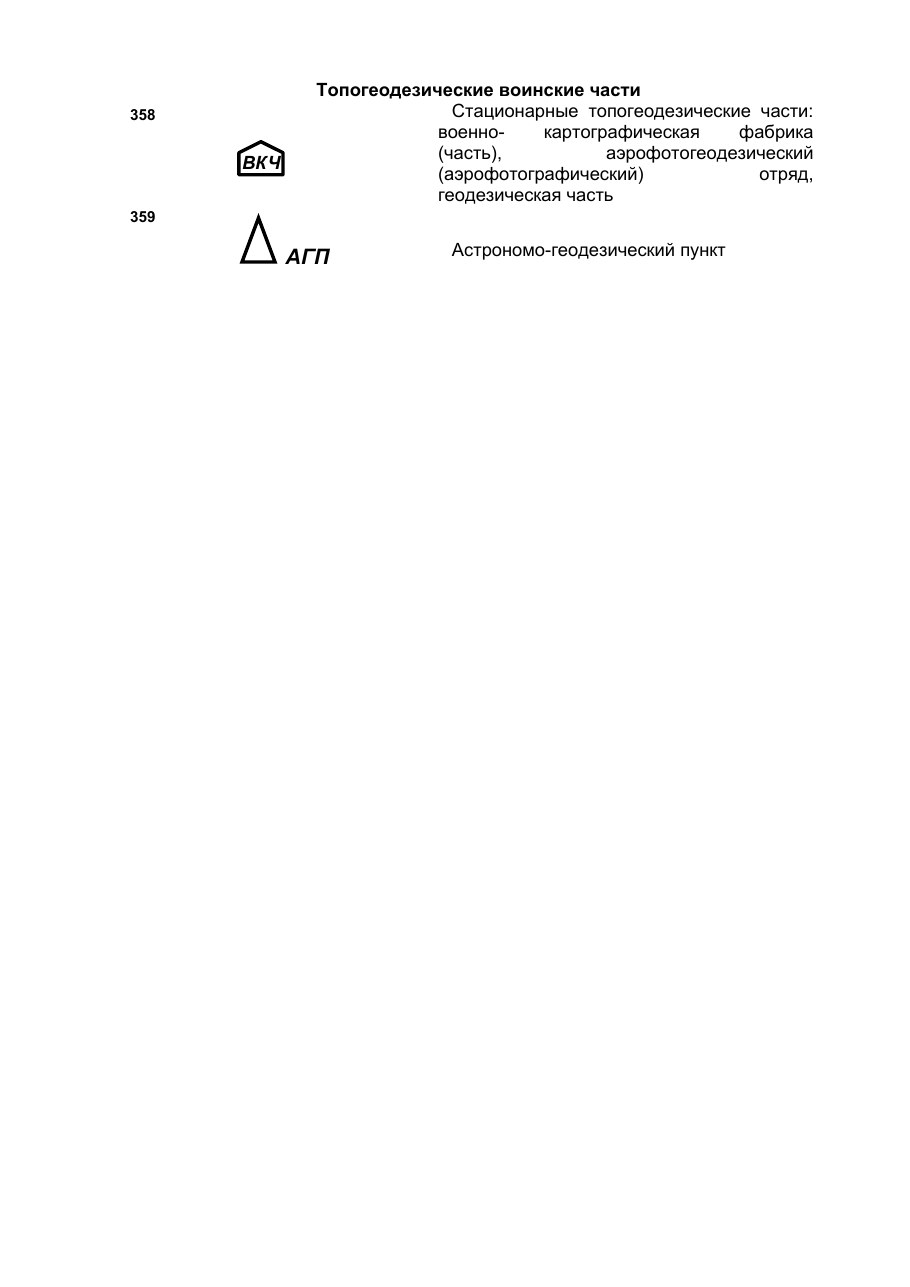 Топогеодезические воинские части
358
Стационарные топогеодезические части:
военно- картографическая фабрика
(часть), аэрофотогеодезический
(аэрофотографический) отряд,
геодезическая часть
ВКЧ
359
АГП
Астрономо-геодезический пункт